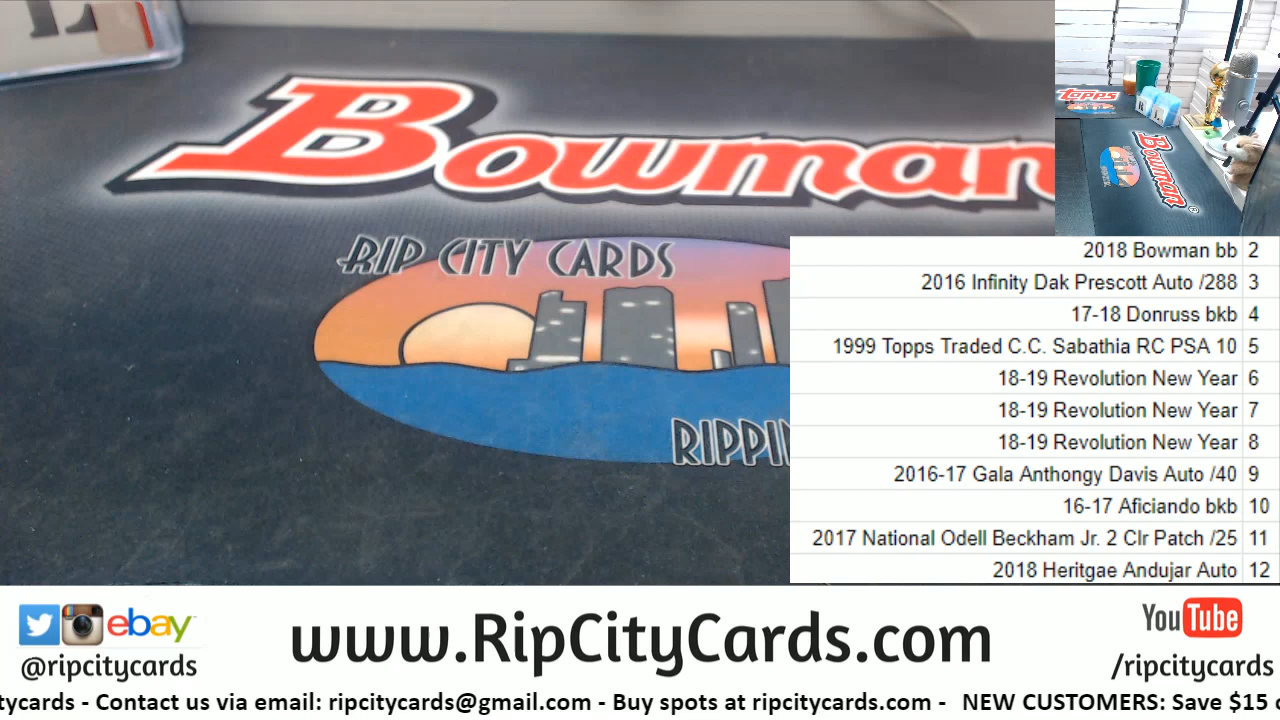 Bowman
RIP CITY CARDS
topps
Bowman
®
2018 Bowman bb 2
2016 Infinity Dak Prescott Auto /288 3
17-18 Donruss bkb 4
1999 Topps Traded C.C. Sabathia RC PSA 10 5
18-19 Revolution New Year 6
18-19 Revolution New Year 7
18-19 Revolution New Year 8
2016-17 Gala Anthongy Davis Auto /40 9
16-17 Aficiando bkb 10
2017 National Odell Beckham Jr. 2 Clr Patch /25 11
2018 Heritgae Andujar Auto 12
RIPPIN
ebay
@ripcitycards
www.RipCityCards.com
YouTube
/ripcitycards
tycards - Contact us via email: ripcitycards@gmail.com - Buy spots at ripcitycards.com - NEW CUSTOMERS: Save $15